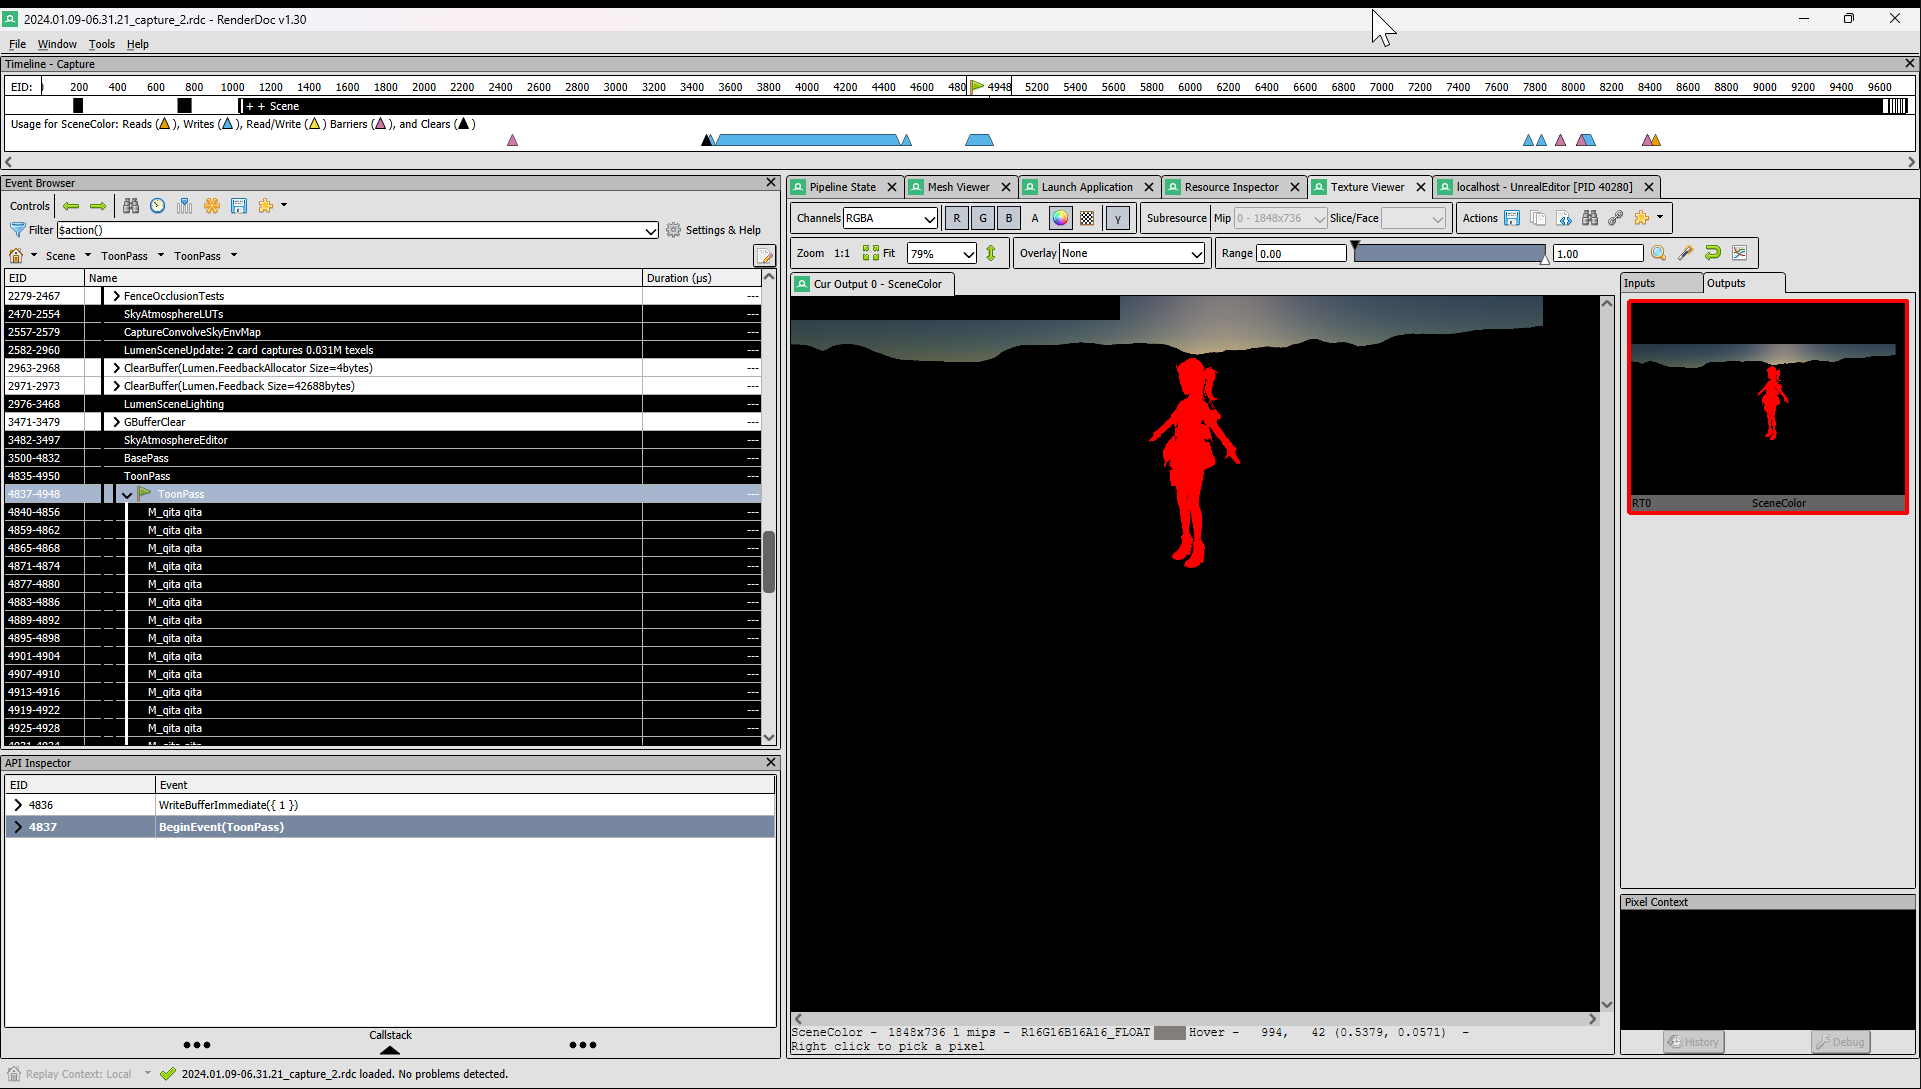 2024.01.09-06.31.21_capture_2.rdc - RenderDoc v1.30
File Window Tools Help
Timeline - Capture
EID: 200 400 600 800 1000 1200 1400 1600 1800 2000 2200 2400 2600 2800 3000 3200 3400 3600 3800 4000 4200 4400 4600 480 4948 5200 5400 5600 5800 6000 6200 6400 6600 6800 7000 7200 7400 7600 7800 8000 8200 8400 8600 8800 9000 9200 9400 9600
+ + Scene
Usage for SceneColor: Reads ( ), Writes ( ), Read/Write ( ) Barriers ( ), and Clears ( )
Event Browser
Controls
Filter $action() Settings & Help
Scene ToonPass ToonPass
EID Name Duration (µs)
2279-2467 FenceOcclusionTests ---
2470-2554 SkyAtmosphereLUTs ---
2557-2579 CaptureConvolveSkyEnvMap ---
2582-2960 LumenSceneUpdate: 2 card captures 0.031M texels ---
2963-2968 ClearBuffer(Lumen.FeedbackAllocator Size=4bytes) ---
2971-2973 ClearBuffer(Lumen.Feedback Size=42688bytes) ---
2976-3468 LumenSceneLighting ---
3471-3479 GBufferClear ---
3482-3497 SkyAtmosphereEditor ---
3500-4832 BasePass ---
4835-4950 ToonPass ---
4837-4948 ToonPass ---
4840-4856 M_qita qita ---
4859-4862 M_qita qita ---
4865-4868 M_qita qita ---
4871-4874 M_qita qita ---
4877-4880 M_qita qita ---
4883-4886 M_qita qita ---
4889-4892 M_qita qita ---
4895-4898 M_qita qita ---
4901-4904 M_qita qita ---
4907-4910 M_qita qita ---
4913-4916 M_qita qita ---
4919-4922 M_qita qita ---
4925-4928 M_qita qita ---
API Inspector
EID Event
4836 WriteBufferImmediate({ 1 })
4837 BeginEvent(ToonPass)
Callstack
Pipeline State Mesh Viewer Launch Application Resource Inspector Texture Viewer localhost - UnrealEditor [PID 40280]
Channels RGBA R G B A γ Subresource Mip 0 - 1848x736 Slice/Face Actions
Zoom 1:1 Fit 79% Overlay None Range 0.00 1.00
Cur Output 0 - SceneColor
Inputs Outputs
RT0 SceneColor
Pixel Context
History Debug
SceneColor - 1848x736 1 mips - R16G16B16A16_FLOAT Hover - 994, 42 (0.5379, 0.0571) -
Right click to pick a pixel
Replay Context: Local 2024.01.09-06.31.21_capture_2.rdc loaded. No problems detected.